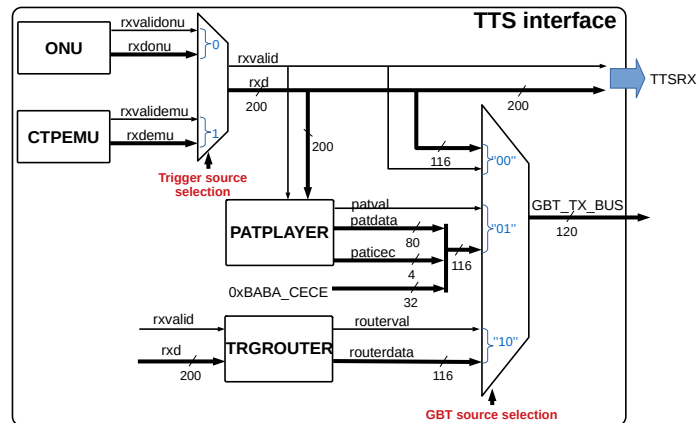 TTS interface
ONU
rxvalidonu
rxdonu
0
rxvalid
rxd
200
200
TTSRX
CTPEMU
rxvalidemu
rxdemu
1
Trigger source
selection
200
116
"00"
PATPLAYER
patval
patdata
80
paticec
4
0xBABA_CECE
32
116
"01"
GBT_TX_BUS
120
rxvalid
rxd
200
TRGROUTER
routerval
routerdata
116
"10"
GBT source selection